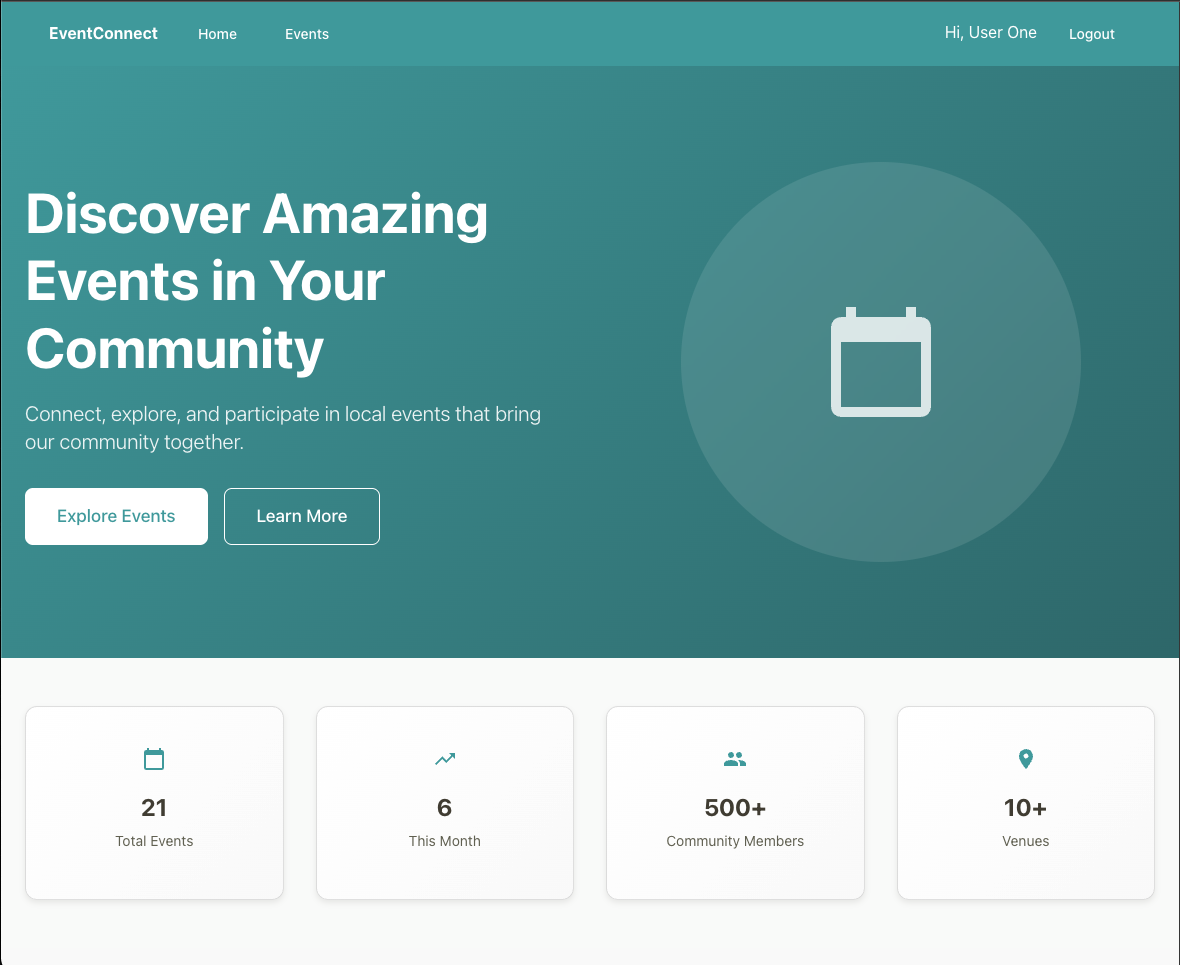 EventConnect Home Events Hi, User One Logout
Discover Amazing
Events in Your
Community
Connect, explore, and participate in local events that bring
our community together.
Explore Events Learn More
21
Total Events
6
This Month
500+
Community Members
10+
Venues